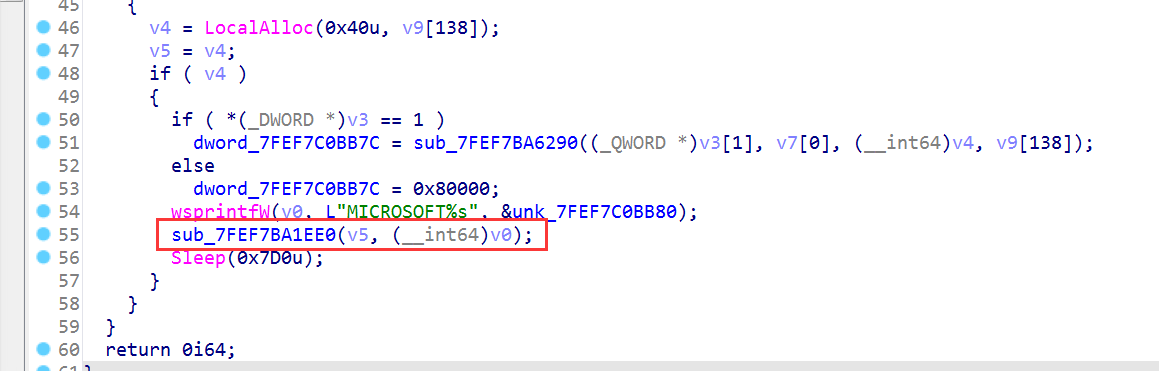 45 {
46 v4 = LocalAlloc(0x40u, v9[138]);
47 v5 = v4;
48 if ( v4 )
49 {
50 if ( *(_DWORD *)v3 == 1 )
51 dword_7FEF7C0BB7C = sub_7FEF7BA6290((_QWORD *)v3[1], v7[0], (__int64)v4, v9[138]);
52 else
53 dword_7FEF7C0BB7C = 0x80000;
54 wsprintfW(v0, L"MICROSOFT%s", &unk_7FEF7C0BB80);
55 sub_7FEF7BA1EE0(v5, (__int64)v0);
56 Sleep(0x7D0u);
57 }
58 }
59 }
60 return 0i64;
61 }